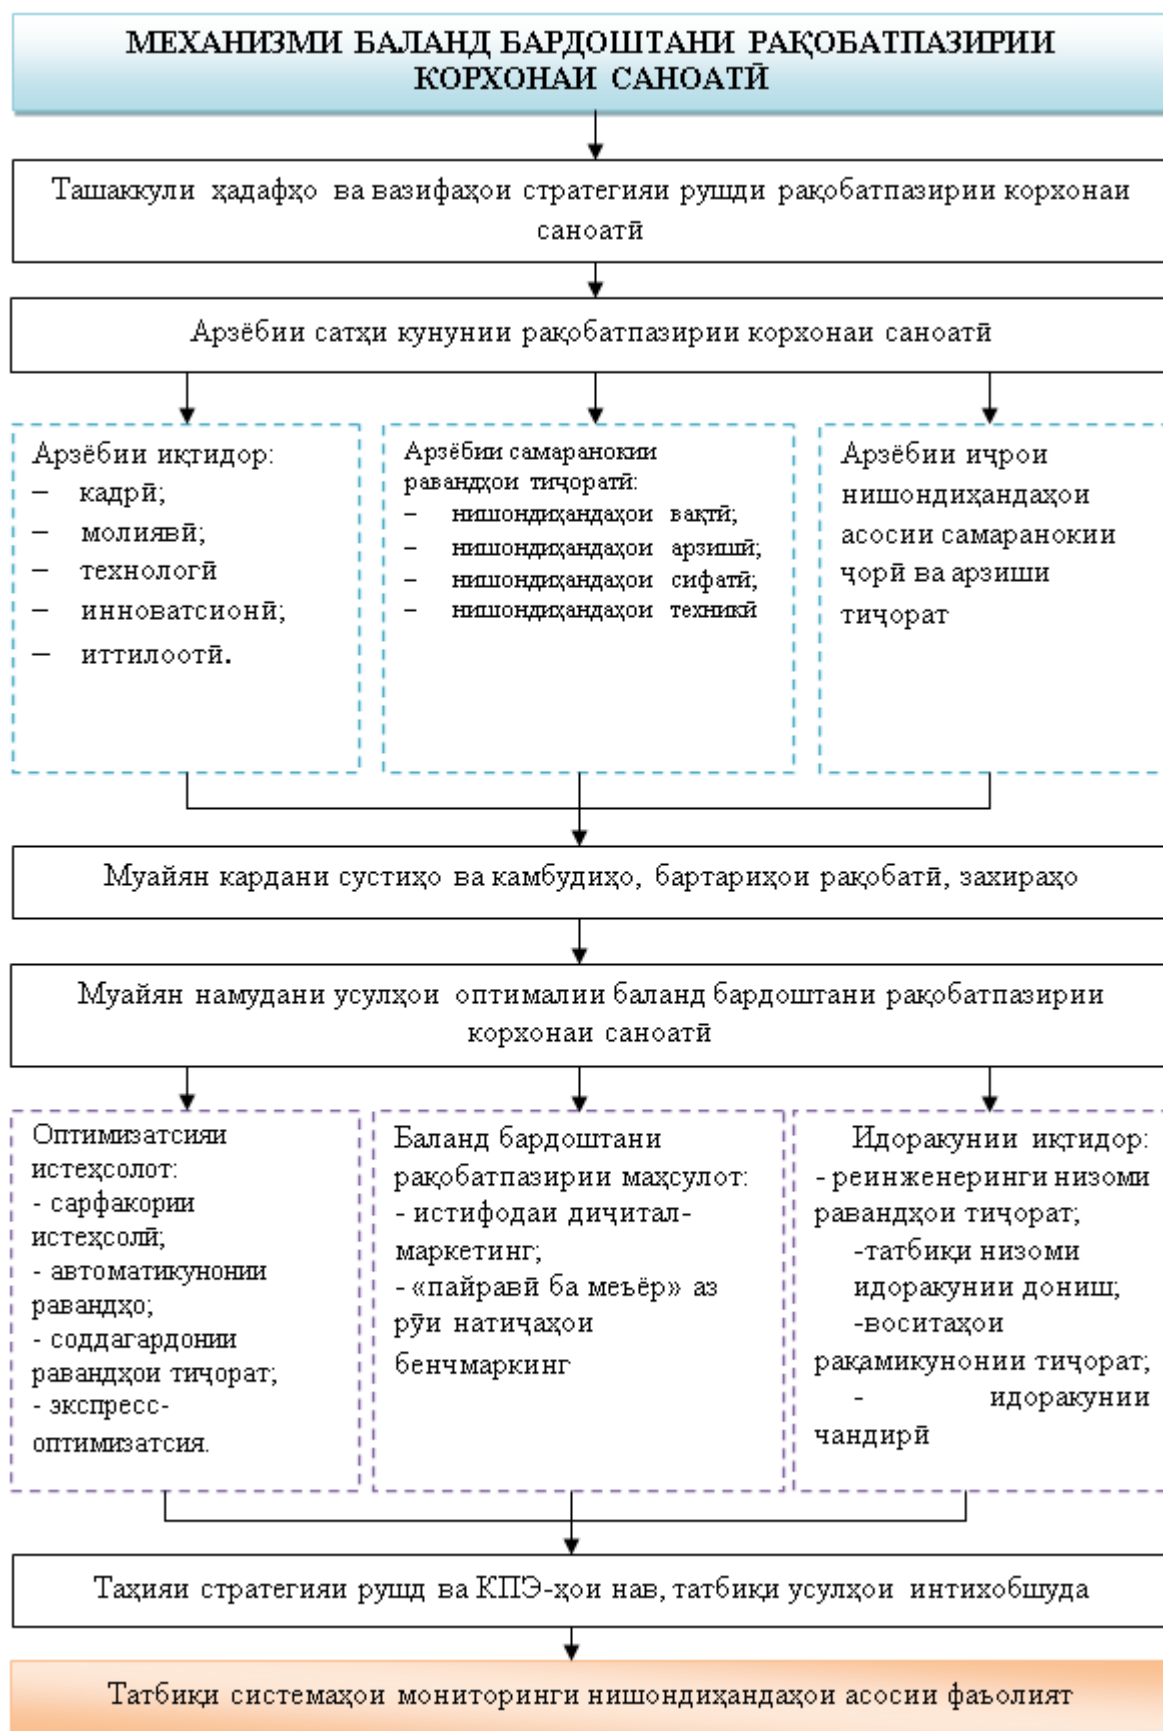 МЕХАНИЗМИ БАЛАНД БАРДОШТАНИ РАҚОБАТПАЗИРИИ
КОРХОНАИ САНОАТӢ
Ташаккули ҳадафҳо ва вазифаҳои стратегияи рушди рақобатпазирии корхонаи
саноатӣ
Арзёбии сатҳи кунунии рақобатпазирии корхонаи саноатӣ
Арзёбии иқтидор:
– кадрӣ;
– молиявӣ;
– технологӣ
– инноватсионӣ;
– иттилоотӣ.
Арзёбии самаранокии
равандҳои тиҷоратӣ:
– нишондиҳандаҳои вақтӣ;
– нишондиҳандаҳои арзишӣ;
– нишондиҳандаҳои сифатӣ;
– нишондиҳандаҳои техникӣ
Арзёбии иҷрои
нишондиҳандаҳои
асосии самаранокии
ҷорӣ ва арзиши
тиҷорат
Муайян кардани сустиҳо ва камбудиҳо, бартариҳои рақобатӣ, захираҳо
Муайян намудани усулҳои оптималии баланд бардоштани рақобатпазирии
корхонаи саноатӣ
Оптимизатсияи
истеҳсолот:
- сарфакории
истеҳсолӣ;
- автоматикунонии
равандҳо;
- соддагардонии
равандҳои тиҷорат;
- экспресс-
оптимизатсия.
Баланд бардоштани
рақобатпазирии маҳсулот:
- истифодаи диҷитал-
маркетинг;
- «пайравӣ ба меъёр» аз
рӯи натиҷаҳои
бенчмаркинг
Идоракунии иқтидор:
- реинженеринги низоми
равандҳои тиҷорат;
-татбиқи низоми
идоракунии дониш;
-воситаҳои
рақамикунонии тиҷорат;
- идоракунии
чандирӣ
Таҳияи стратегияи рушд ва КПЭ-ҳои нав, татбиқи усулҳои интихобшуда
Татбиқи системаҳои мониторинги нишондиҳандаҳои асосии фаъолият